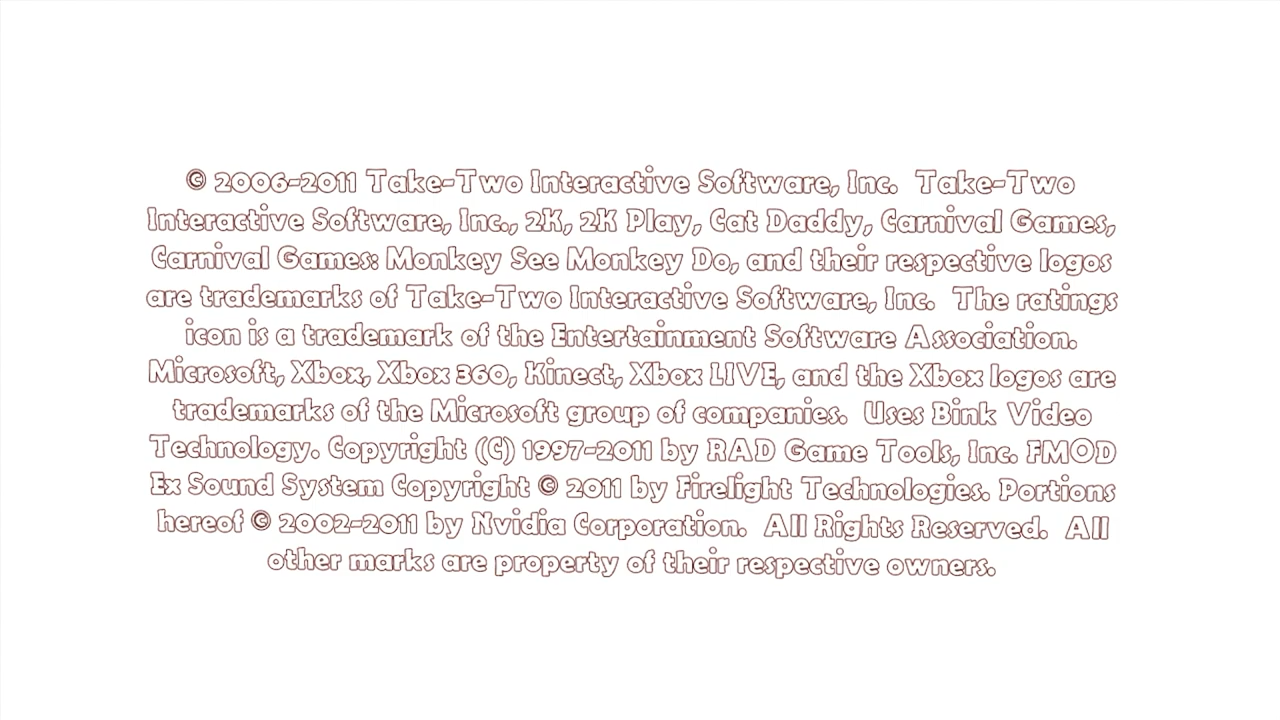 © 2006-2011 Take-Two Interactive Software, Inc.  Take-Two
Interactive Software, Inc., 2K, 2K Play, Cat Daddy, Carnival Games,
Carnival Games: Monkey See Monkey Do, and their respective logos
are trademarks of Take-Two Interactive Software, Inc.  The ratings
icon is a trademark of the Entertainment Software Association.
Microsoft, Xbox, Xbox 360, Kinect, Xbox LIVE, and the Xbox logos are
trademarks of the Microsoft group of companies.  Uses Bink Video
Technology. Copyright (C) 1997-2011 by RAD Game Tools, Inc. FMOD
Ex Sound System Copyright © 2011 by Firelight Technologies. Portions
hereof © 2002-2011 by Nvidia Corporation.  All Rights Reserved.  All
other marks are property of their respective owners.